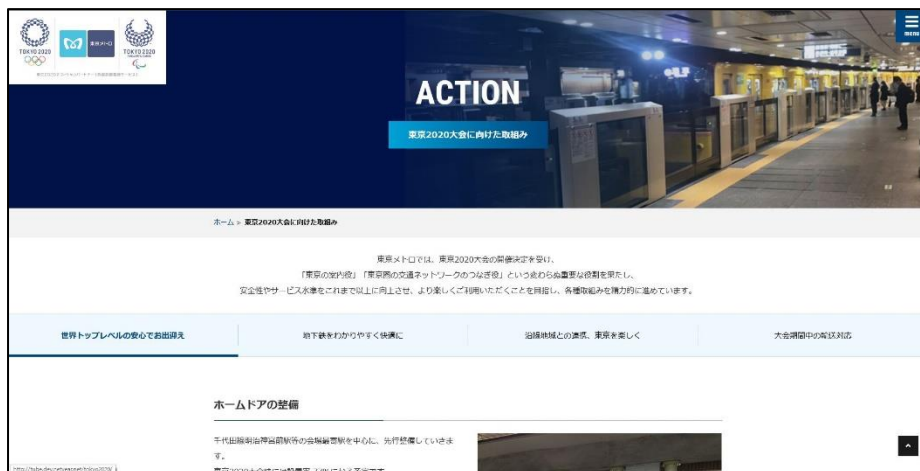 TOKYO 2020
東京メトロ
TOKYO 2020
menu
ACTION
東京2020大会に向けた取組み
ホーム » 東京2020大会に向けた取組み
東京メトロでは、東京2020大会の開催決定を受け、
「東京の案内役」「東京圏の交通ネットワークのつなぎ役」という変わらぬ重要な役割を果たし、
安全性やサービス水準をこれまで以上に向上させ、より楽しくご利用いただくことを目指し、各種取組みを精力的に進めています。
世界トップレベルの安心でお出迎え
地下鉄をわかりやすく快適に
沿線地域との連携、東京を楽しく
大会期間中の輸送対応
ホームドアの整備
千代田線明治神宮前駅等の会場最寄駅を中心に、先行整備していきま
す。